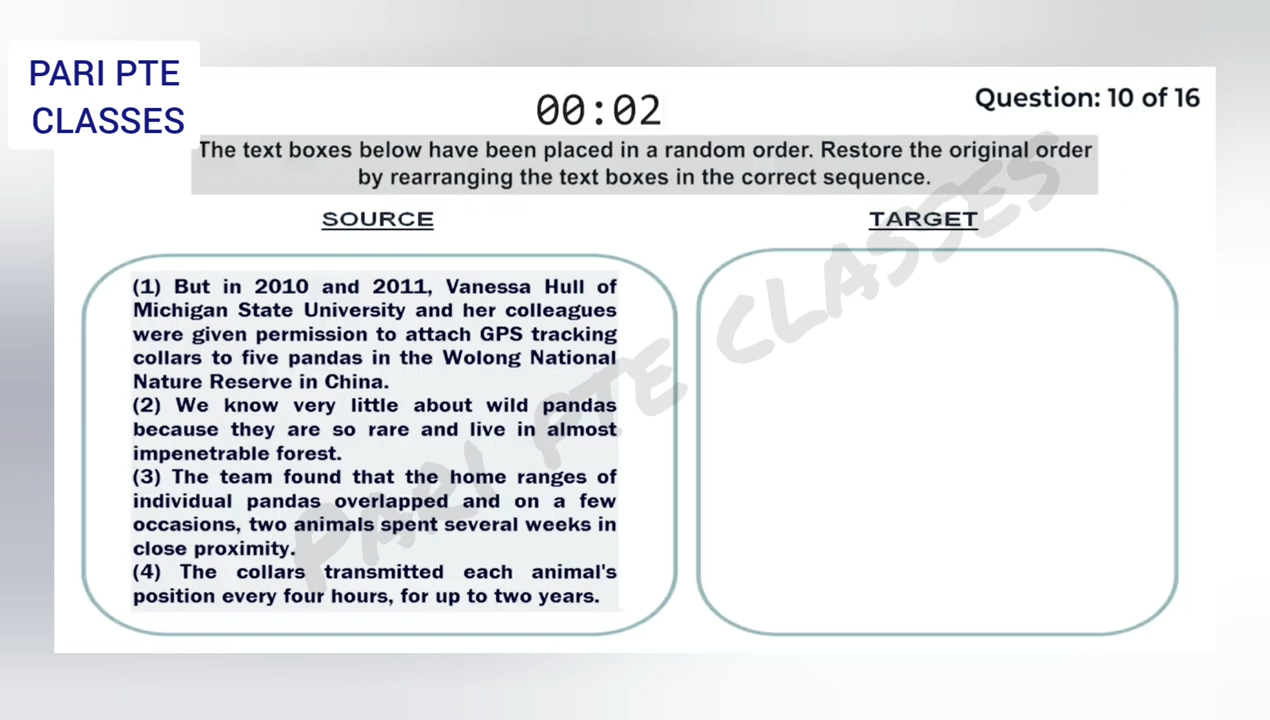 PARI PTE
CLASSES
00:02
Question: 10 of 16
The text boxes below have been placed in a random order. Restore the original order
by rearranging the text boxes in the correct sequence.
SOURCE
TARGET
(1) But in 2010 and 2011, Vanessa Hull of
Michigan State University and her colleagues
were given permission to attach GPS tracking
collars to five pandas in the Wolong National
Nature Reserve in China.
(2) We know very little about wild pandas
because they are so rare and live in almost
impenetrable forest.
(3) The team found that the home ranges of
individual pandas overlapped and on a few
occasions, two animals spent several weeks in
close proximity.
(4) The collars transmitted each animal's
position every four hours, for up to two years.
PARI PTE CLASSES